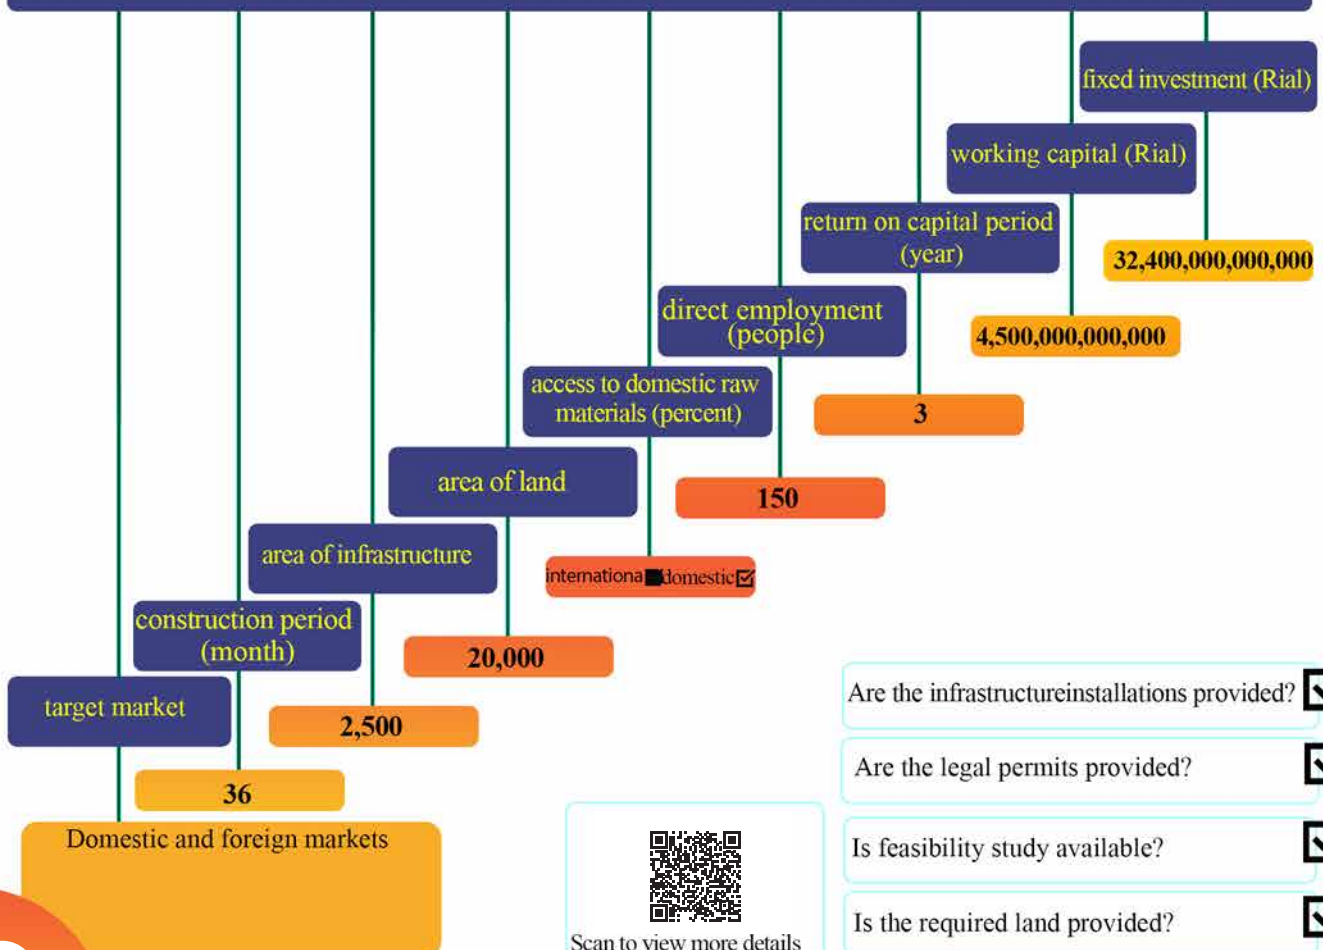 fixed investment (Rial)
32,400,000,000,000
working capital (Rial)
4,500,000,000,000
return on capital period
(year)
3
direct employment
(people)
150
access to domestic raw
materials (percent)
internationa domestic
area of land
20,000
area of infrastructure
2,500
construction period
(month)
36
target market
Domestic and foreign markets
Are the infrastructureinstallations provided?
Are the legal permits provided?
Is feasibility study available?
Is the required land provided?
Scan to view more details